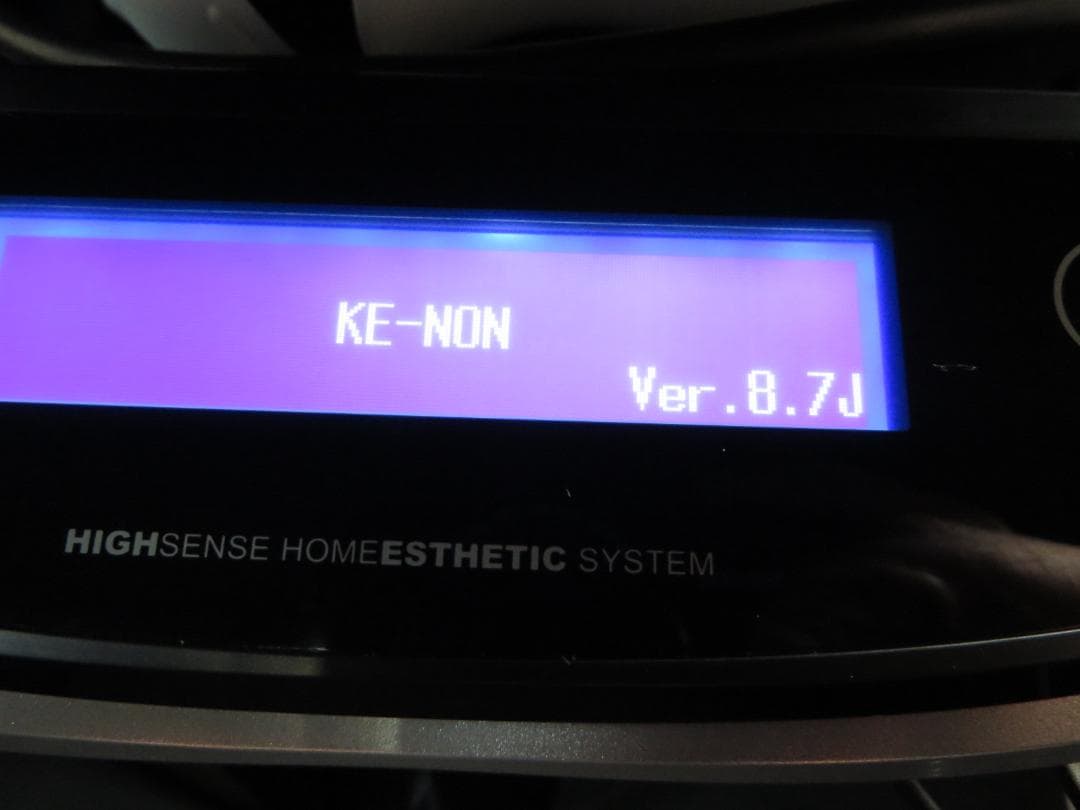 KE-NON
Ver.8.7J
HIGHSENSE HOMEESTHETIC SYSTEM